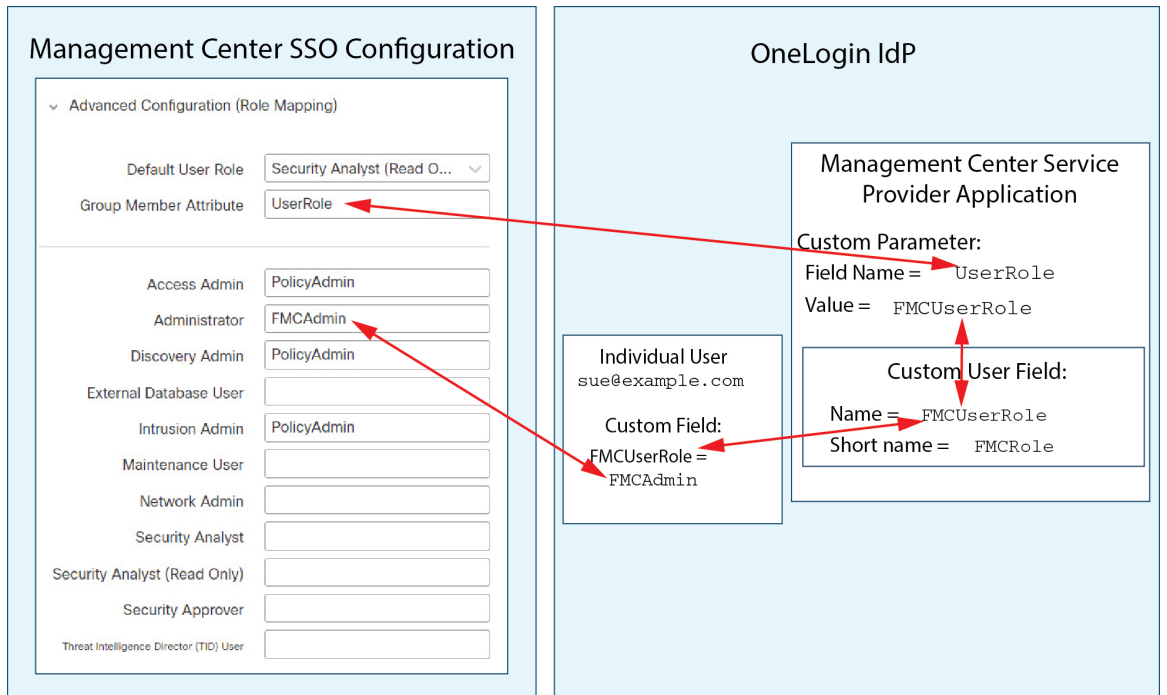 Management Center SSO Configuration
Advanced Configuration (Role Mapping)
Default User Role Security Analyst (Read O...
Group Member Attribute UserRole
Access Admin PolicyAdmin
Administrator FMCAdmin
Discovery Admin PolicyAdmin
External Database User
Intrusion Admin PolicyAdmin
Maintenance User
Network Admin
Security Analyst
Security Analyst (Read Only)
Security Approver
Threat Intelligence Director (TID) User
OneLogin IdP
Individual User
sue@example.com
Custom Field:
FMCUserRole =
FMCAdmin
Management Center Service
Provider Application
Custom Parameter:
Field Name = UserRole
Value = FMCUserRole
Custom User Field:
Name = FMCUserRole
Short name = FMCRole